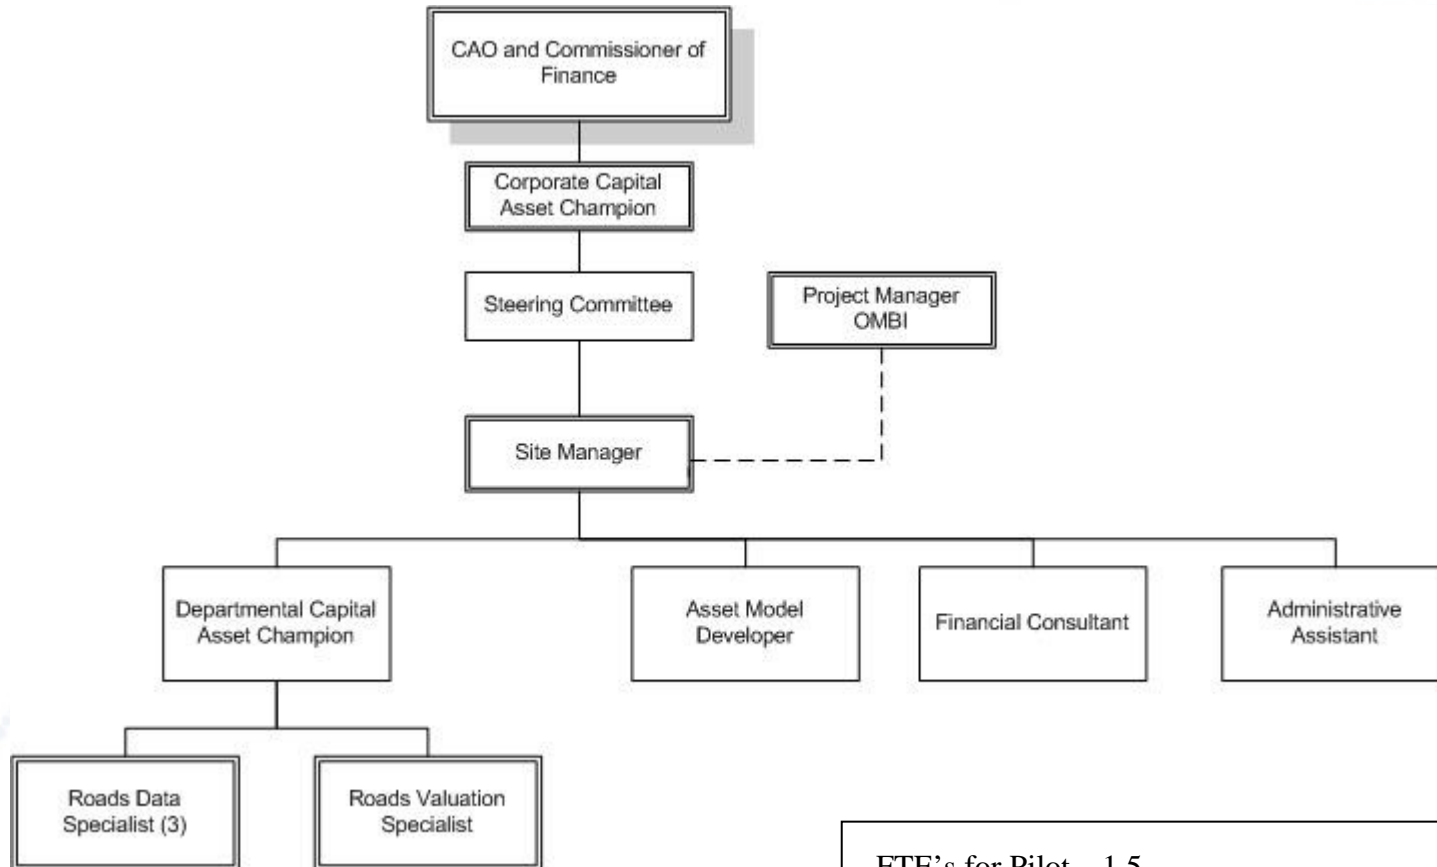 CAO and Commissioner of
Finance
Corporate Capital
Asset Champion
Steering Committee
Project Manager
OMBI
Site Manager
Departmental Capital
Asset Champion
Asset Model
Developer
Financial Consultant
Administrative
Assistant
Roads Data
Specialist (3)
Roads Valuation
Specialist
FTE's for Pilot 1.5